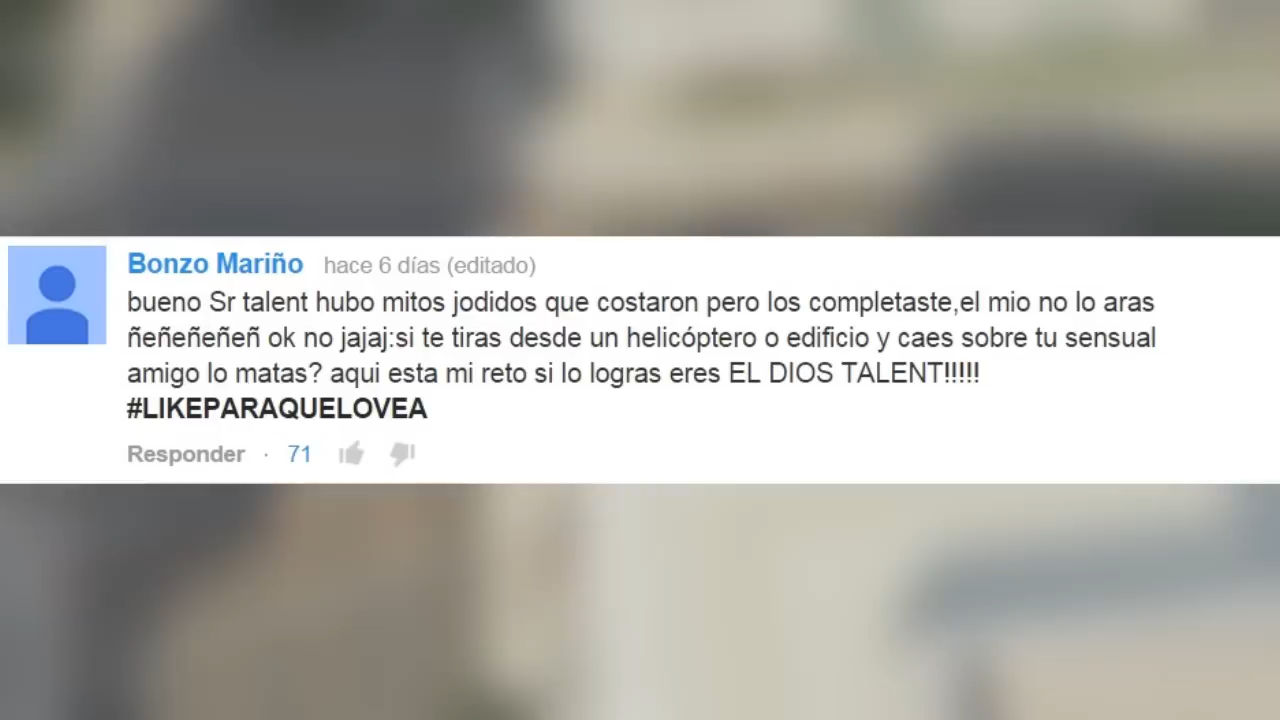 Bonzo Mariño hace 6 días (editado)
bueno Sr talent hubo mitos jodidos que costaron pero los completaste,el mio no lo aras
ñeñeñeñeñ ok no jajaj:si te tiras desde un helicóptero o edificio y caes sobre tu sensual
amigo lo matas? aqui esta mi reto si lo logras eres EL DIOS TALENT!!!!!
#LIKEPARAQUELOVEA
Responder · 71